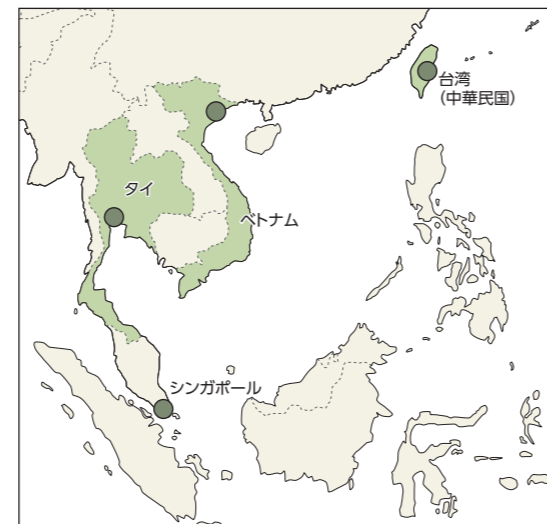 台湾
(中華民国)
タイ
ベトナム
シンガポール